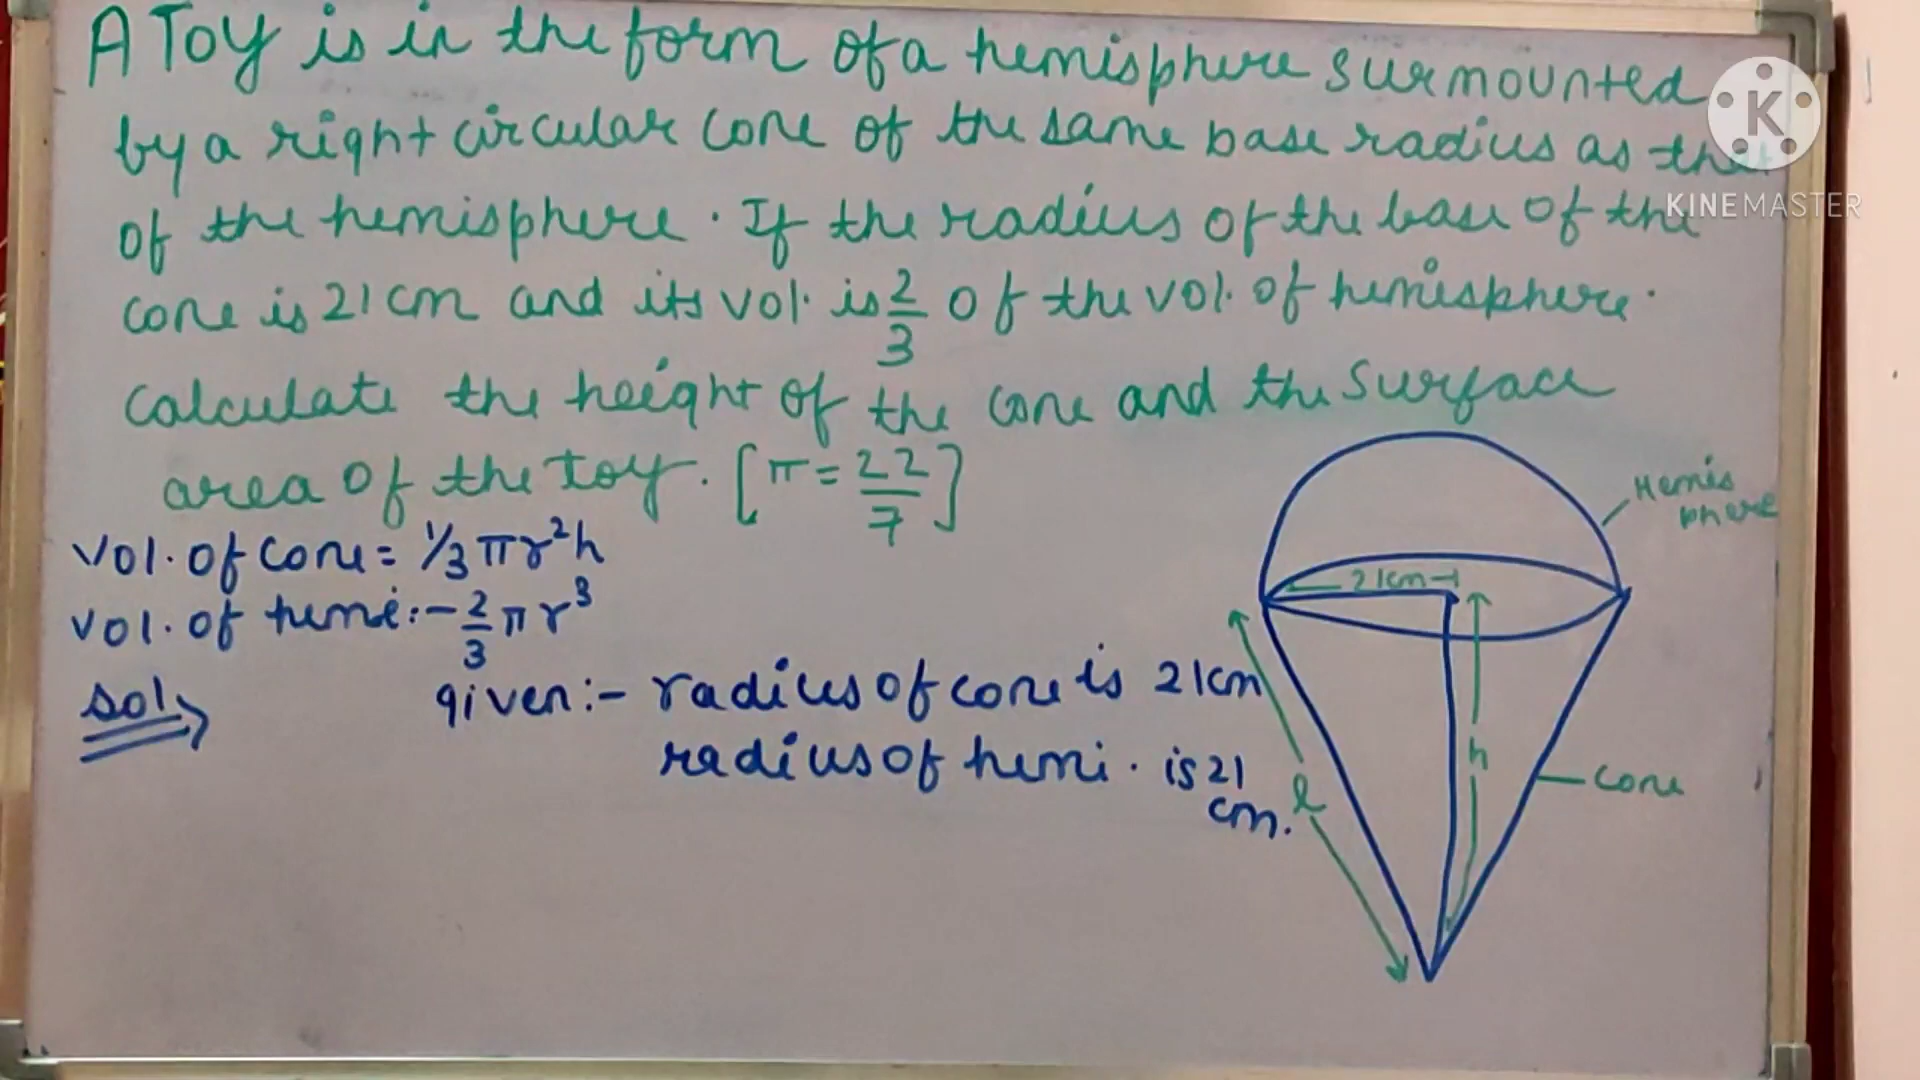 A Toy is in the form of a hemisphere surmounted
by a right circular cone of the same base radius as that
of the hemisphere. If the radius of the base of the
cone is 21 cm and its vol. is 2/3 of the vol. of hemisphere.
calculate the height of the cone and the surface
area of the toy. [π = 22/7]
vol. of cone = 1/3 πr²h
vol. of hemi:- 2/3 πr³
sol
given:- radius of cone is 21cm
radius of hemi. is 21
cm.
Hemis
phere
21cm
h
l
cone
K
KINEMASTER